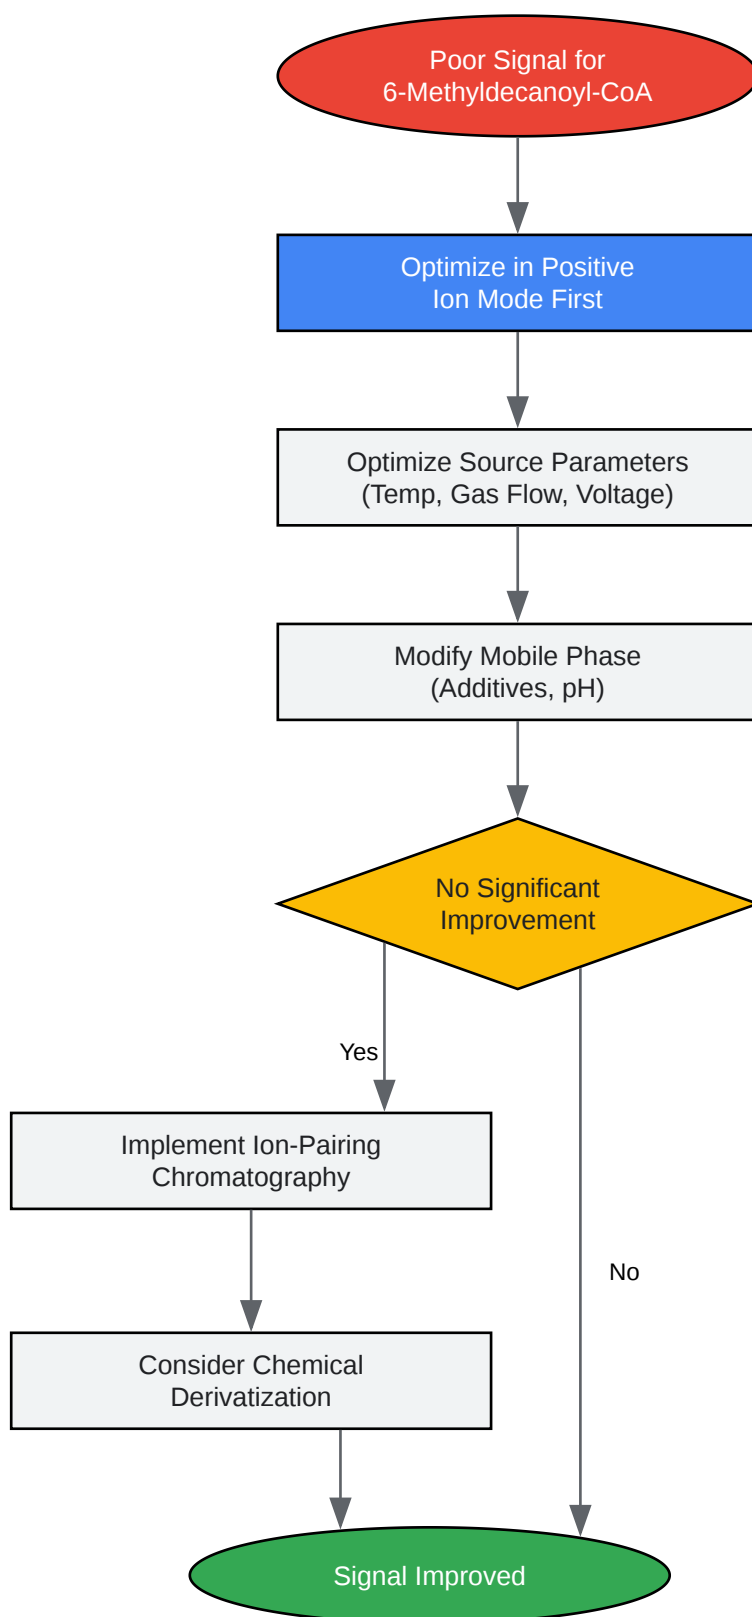 Poor Signal for
6-Methyldecanoyl-CoA
Optimize in Positive
Ion Mode First
Optimize Source Parameters
(Temp, Gas Flow, Voltage)
Modify Mobile Phase
(Additives, pH)
No Significant
Improvement
Yes
Implement Ion-Pairing
Chromatography
No
Consider Chemical
Derivatization
Signal Improved